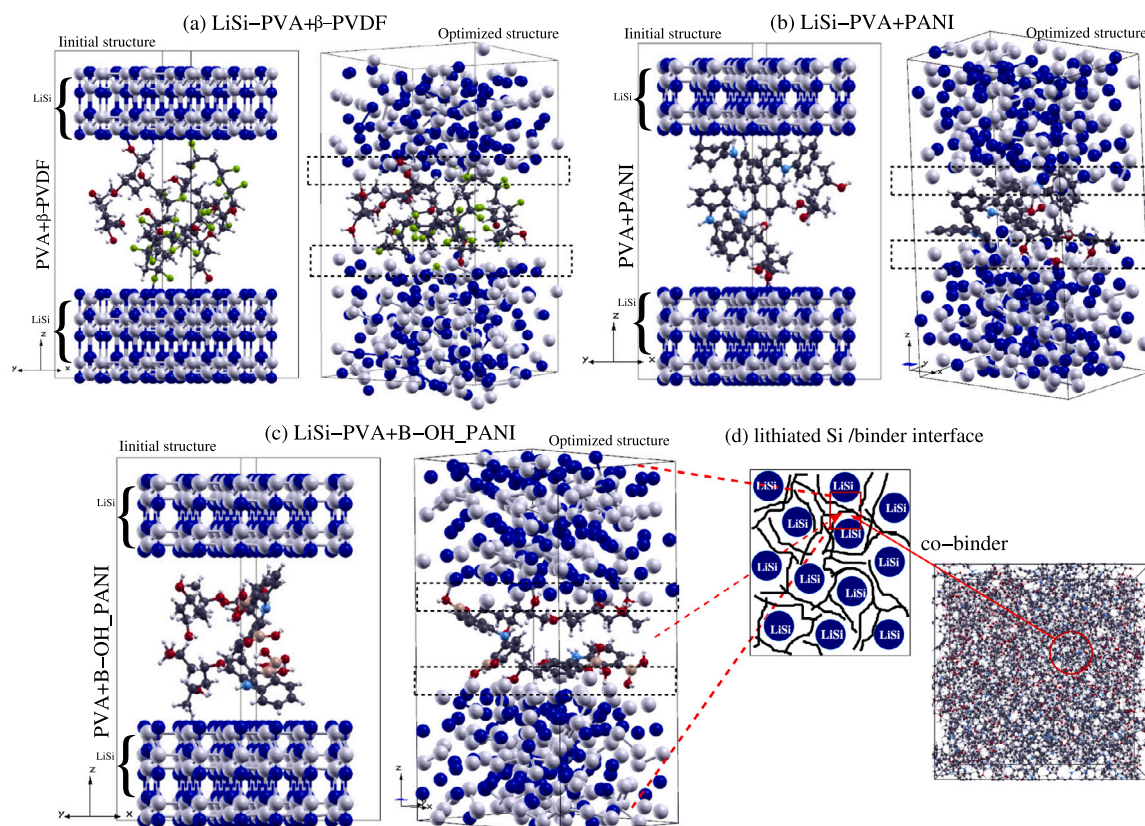 (a) LiSi−PVA+β−PVDF
Iinitial structure
Optimized structure
LiSi
PVA+β−PVDF
LiSi
z
Y
x
z
Y
x
(b) LiSi−PVA+PANI
Iinitial structure
Optimized structure
LiSi
PVA+PANI
LiSi
z
Y
x
z
Y
x
(c) LiSi−PVA+B−OH_PANI
Iinitial structure
Optimized structure
LiSi
PVA+B−OH_PANI
LiSi
z
Y
x
z
Y
x
(d) lithiated Si /binder interface
LiSi
LiSi
LiSi
LiSi
LiSi
LiSi
LiSi
LiSi
LiSi
LiSi
LiSi
LiSi
co−binder